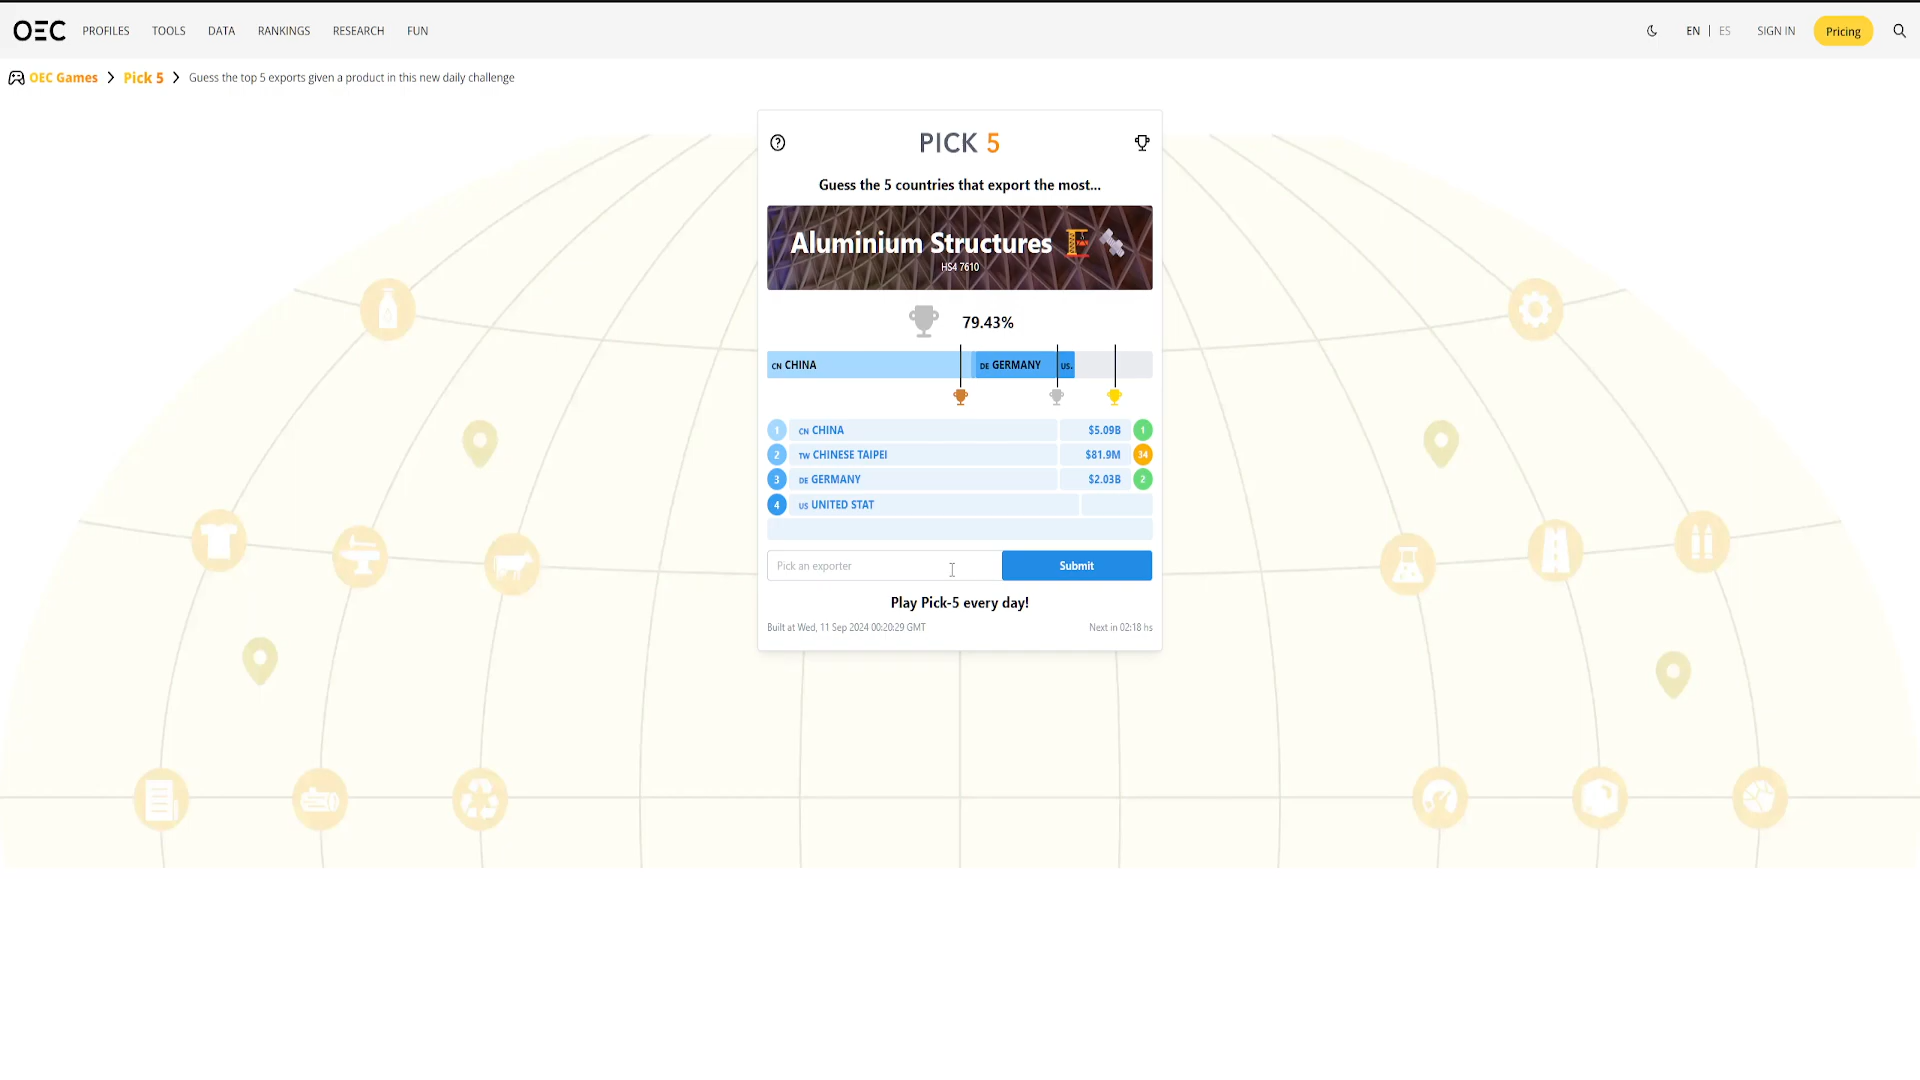 OEC PROFILES TOOLS DATA RANKINGS RESEARCH FUN EN | ES SIGN IN Pricing
OEC Games > Pick 5 > Guess the top 5 exports given a product in this new daily challenge
PICK 5
Guess the 5 countries that export the most...
Aluminium Structures
HS4 7610
79.43%
CN CHINA DE GERMANY US.
1 CN CHINA $5.09B 1
2 TW CHINESE TAIPEI $81.9M 34
3 DE GERMANY $2.03B 2
4 US UNITED STAT
Pick an exporter Submit
Play Pick-5 every day!
Built at Wed, 11 Sep 2024 00:20:29 GMT Next in 02:18 hs